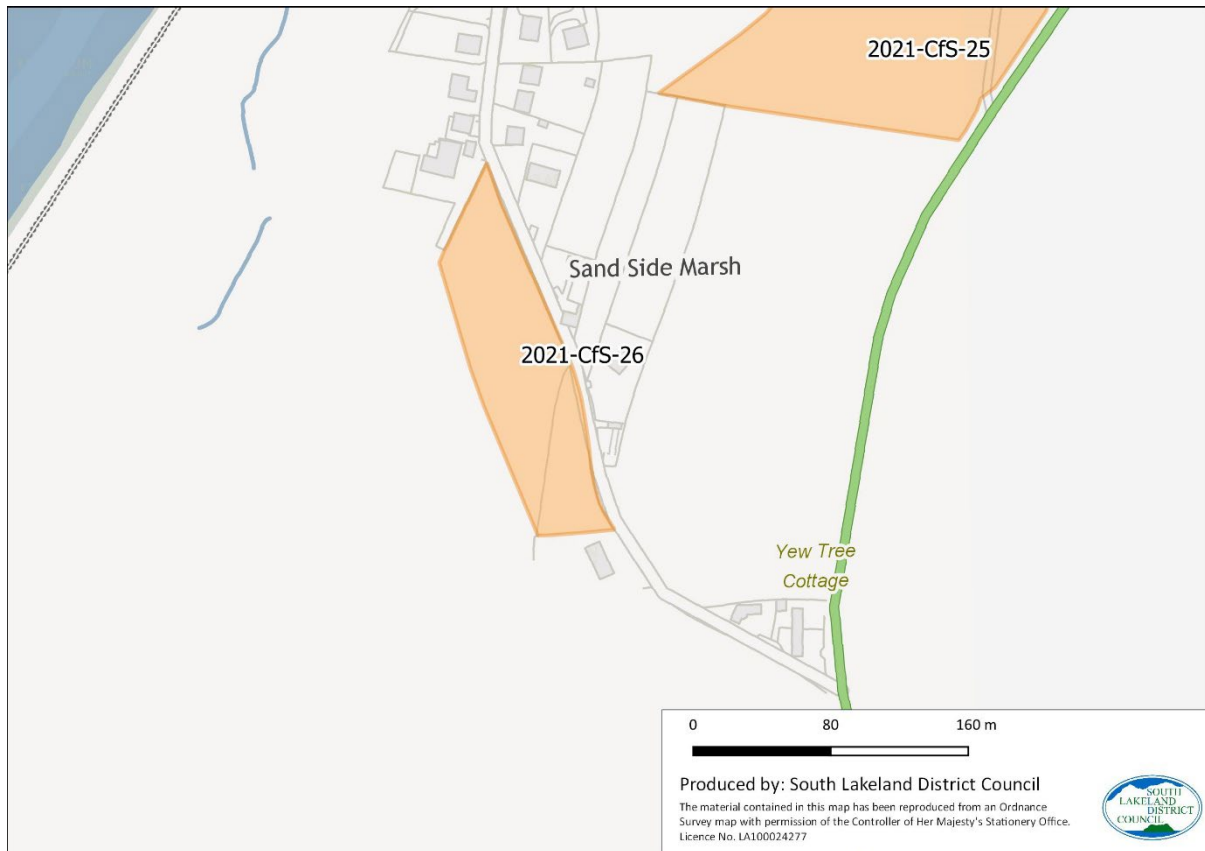 2021-CfS-25
Sand Side Marsh
2021-CfS-26
Yew Tree
Cottage
0 80 160 m
Produced by: South Lakeland District Council
The material contained in this map has been reproduced from an Ordnance
Survey map with permission of the Controller of Her Majesty's Stationery Office.
Licence No. LA100024277
SOUTH
LAKELAND
DISTRICT
COUNCIL